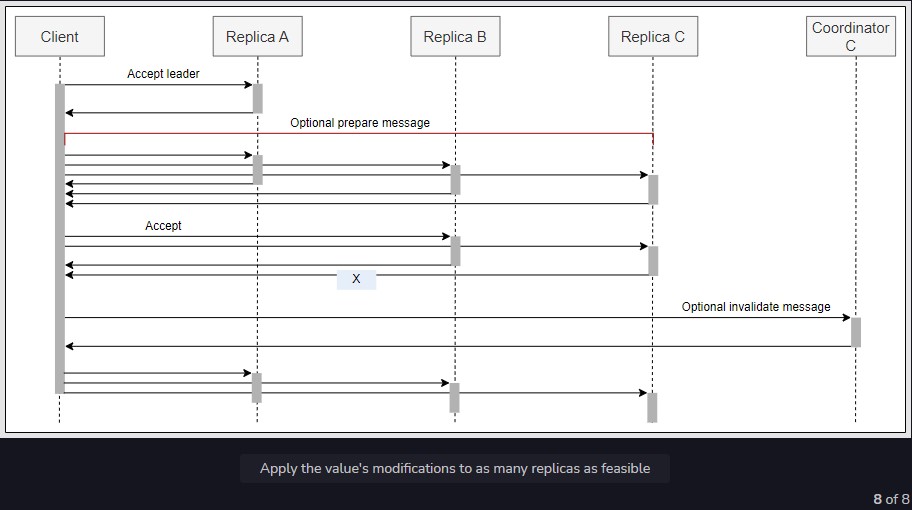 Client
Replica A
Replica B
Replica C
Coordinator
C
Accept leader
Optional prepare message
Accept
X
Optional invalidate message
Apply the value's modifications to as many replicas as feasible
8 of 8